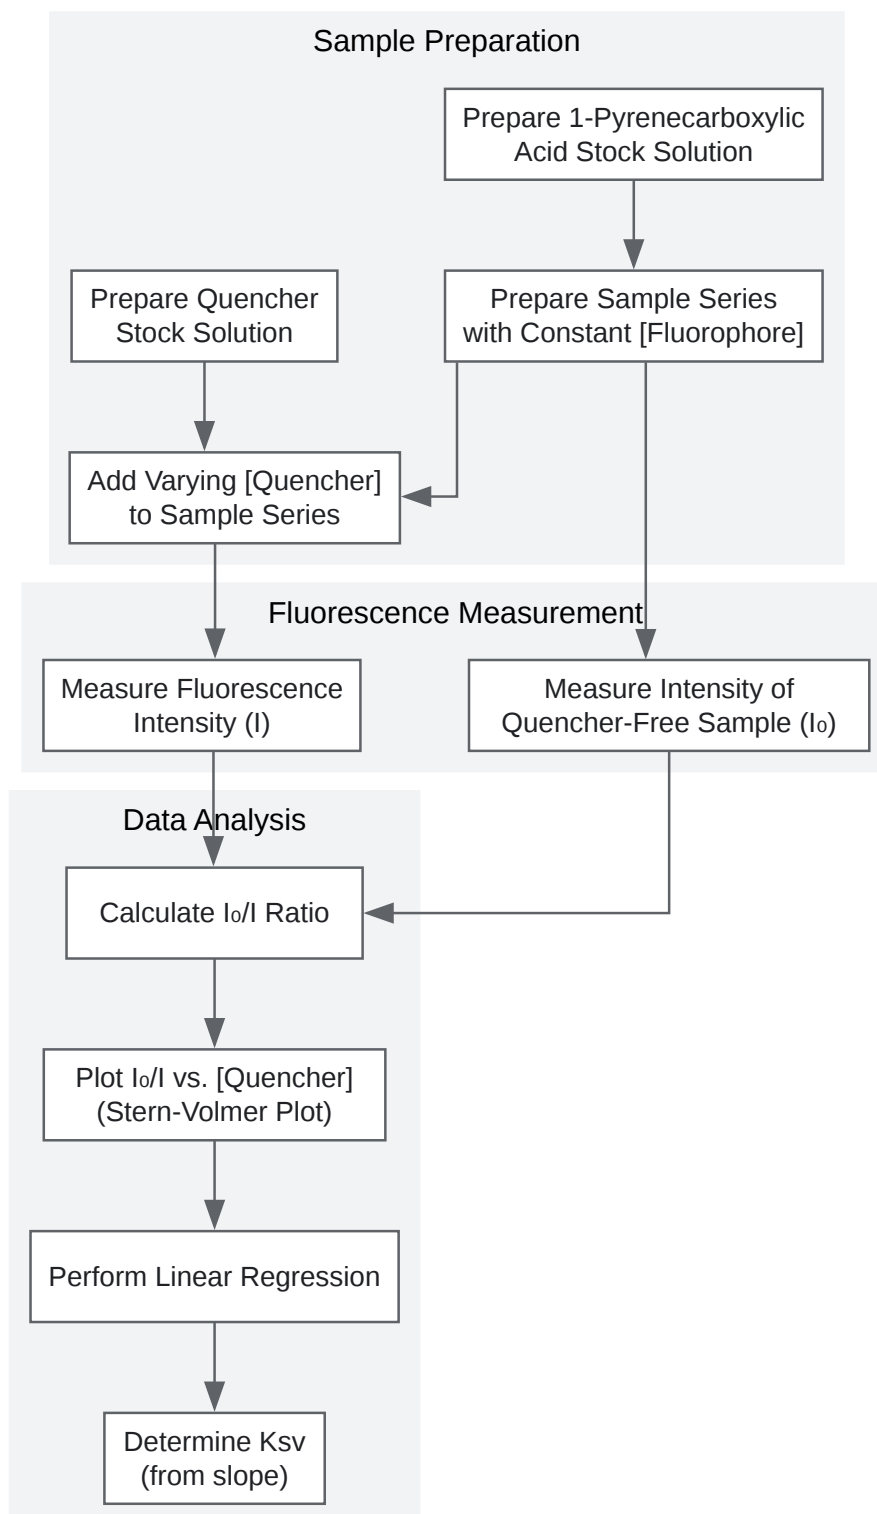 Sample Preparation
Prepare 1-Pyrenecarboxylic
Acid Stock Solution
Prepare Quencher
Stock Solution
Prepare Sample Series
with Constant [Fluorophore]
Add Varying [Quencher]
to Sample Series
Fluorescence Measurement
Measure Fluorescence
Intensity (I)
Measure Intensity of
Quencher-Free Sample (I₀)
Data Analysis
Calculate I₀/I Ratio
Plot I₀/I vs. [Quencher]
(Stern-Volmer Plot)
Perform Linear Regression
Determine Ksv
(from slope)